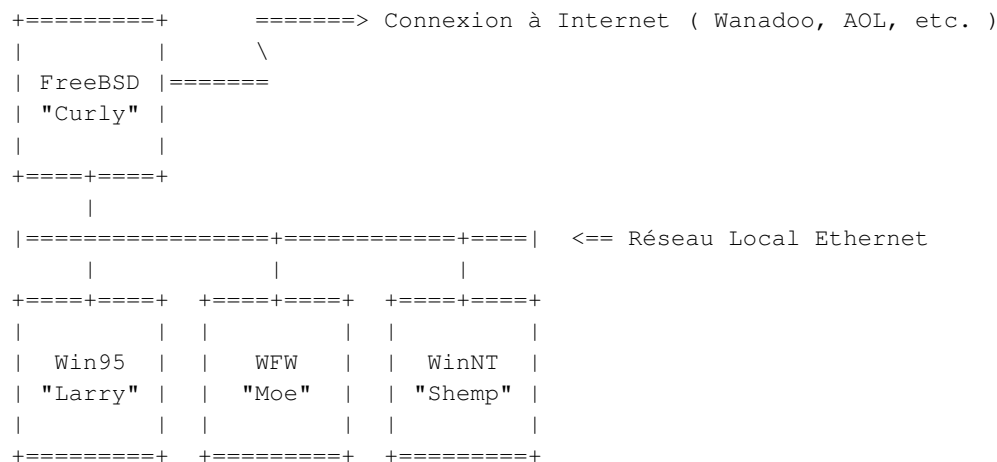 +=========+      =======> Connexion à Internet ( Wanadoo, AOL, etc. )
|         |      \
| FreeBSD |=======
| "Curly" |
|         |
+====+====+
     |
|=================+============+====|  <== Réseau Local Ethernet
     |            |            |
+====+====+  +====+====+  +====+====+
|         |  |         |  |         |
|  Win95  |  |   WFW   |  |  WinNT  |
| "Larry" |  |  "Moe"  |  | "Shemp" |
|         |  |         |  |         |
+=========+  +=========+  +=========+